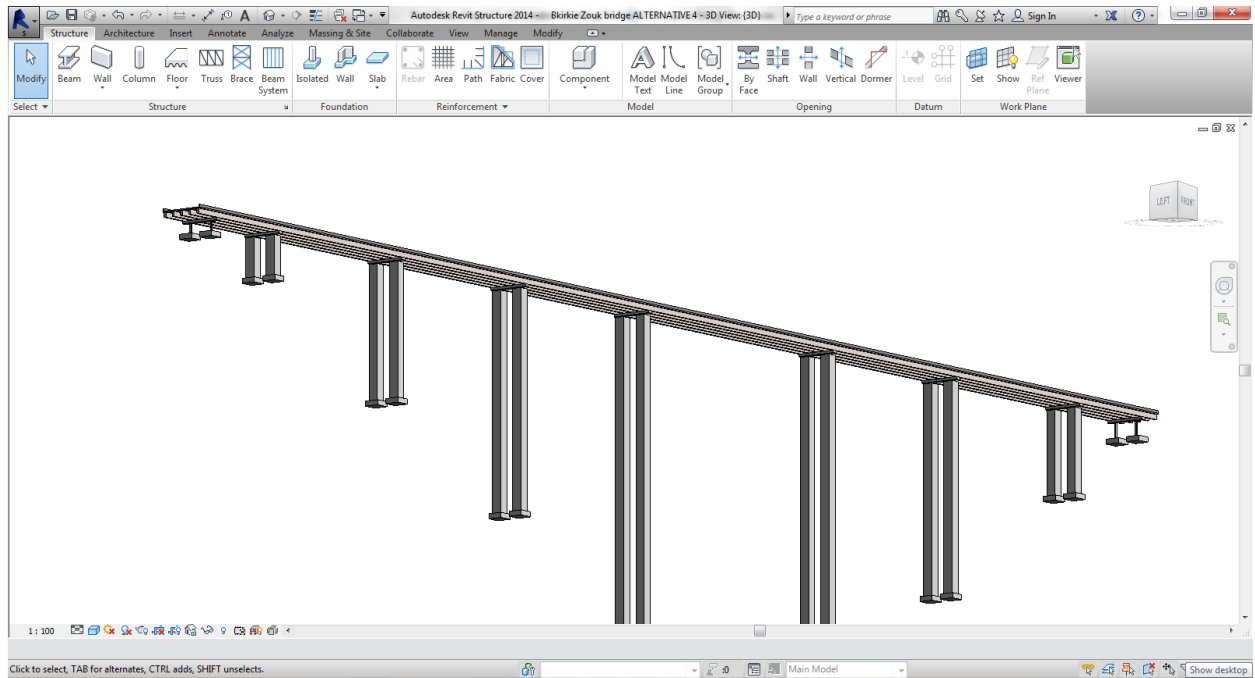 Autodesk Revit Structure 2014 - Bkirkie Zouk bridge ALTERNATIVE 4 - 3D View: {3D} Type a keyword or phrase Sign In
Structure Architecture Insert Annotate Analyze Massing & Site Collaborate View Manage Modify
Modify Beam Wall Column Floor Truss Brace Beam System Isolated Wall Slab Rebar Area Path Fabric Cover Component Model Text Model Line Model Group By Face Shaft Wall Vertical Dormer Level Grid Set Show Ref Plane Viewer
Select Structure Foundation Reinforcement Model Opening Datum Work Plane
LEFT FRONT
1 : 100
Click to select, TAB for alternates, CTRL adds, SHIFT unselects. :0 Main Model Show desktop